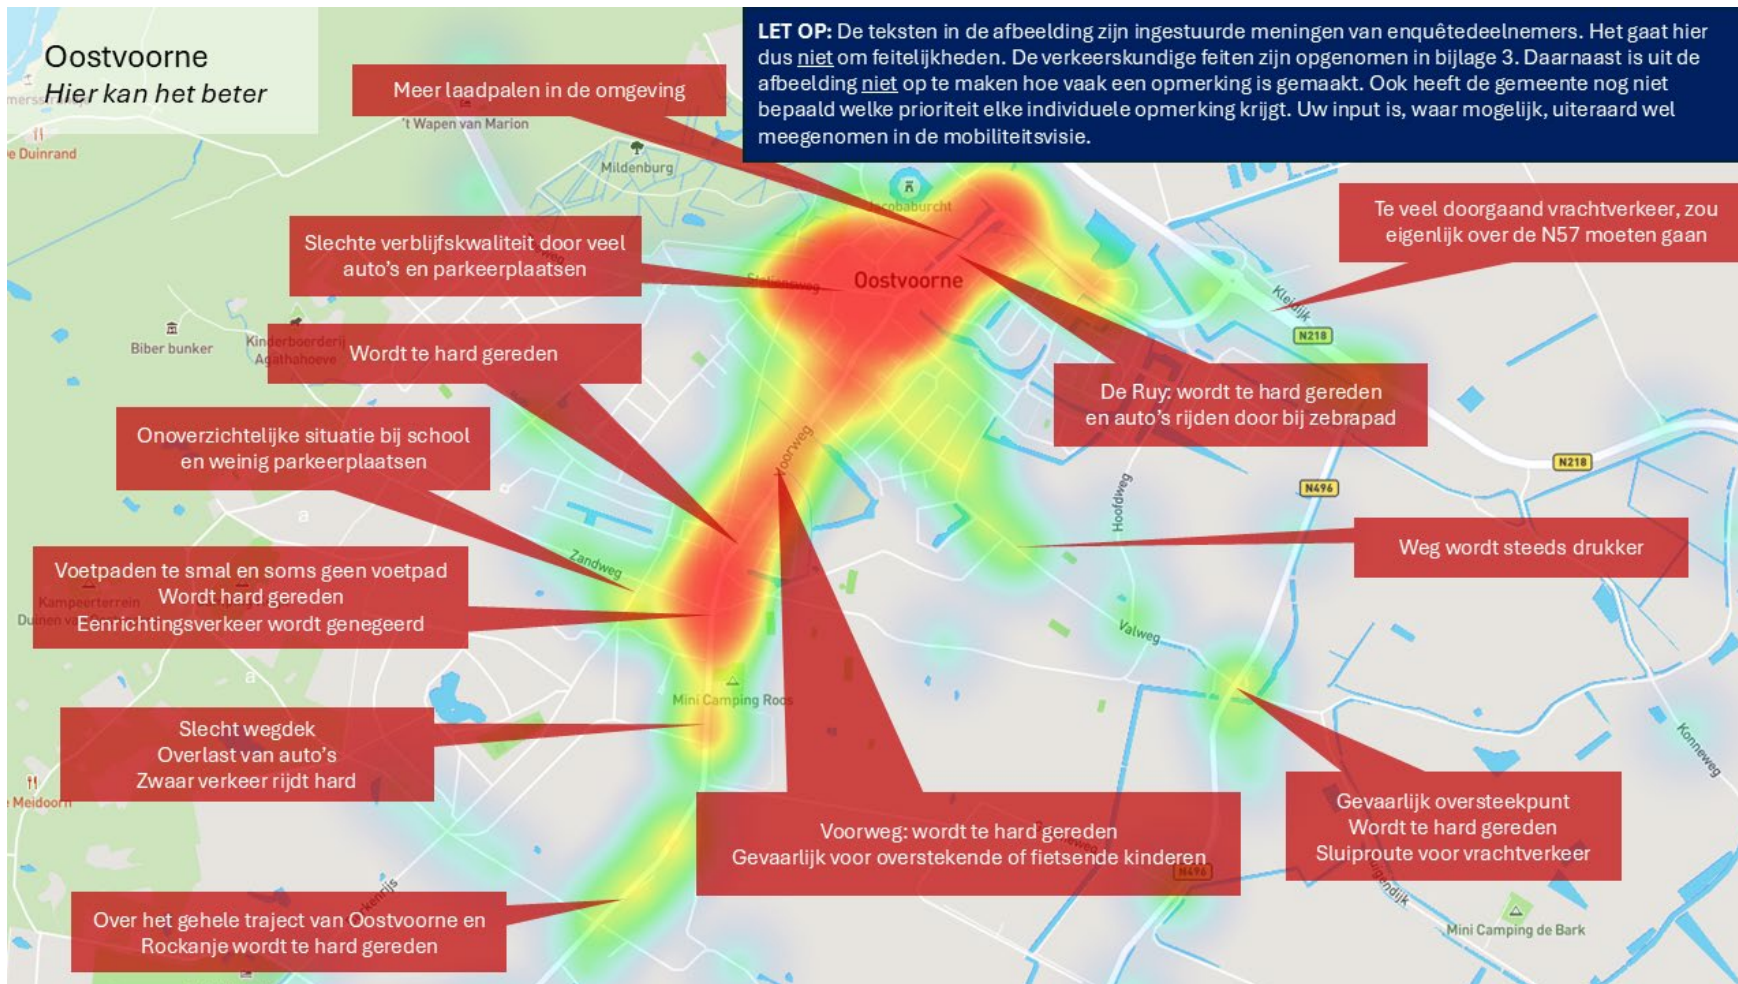 Oostvoorne
Hier kan het beter
LET OP: De teksten in de afbeelding zijn ingestuurde meningen van enquêtedeelnemers. Het gaat hier
dus niet om feitelijkheden. De verkeerskundige feiten zijn opgenomen in bijlage 3. Daarnaast is uit de
afbeelding niet op te maken hoe vaak een opmerking is gemaakt. Ook heeft de gemeente nog niet
bepaald welke prioriteit elke individuele opmerking krijgt. Uw input is, waar mogelijk, uiteraard wel
meegenomen in de mobiliteitsvisie.
Meer laadpalen in de omgeving
't Wapen van Marion
Duinrand
Mildenburg
Jacobaburcht
Te veel doorgaand vrachtverkeer, zou
eigenlijk over de N57 moeten gaan
Slechte verblijfskwaliteit door veel
auto's en parkeerplaatsen
Stationsweg
Oostvoorne
Kleidijk
N218
Biber bunker
Kinderboerderij
Agathahoeve
Wordt te hard gereden
De Ruy: wordt te hard gereden
en auto's rijden door bij zebrapad
Onoverzichtelijke situatie bij school
en weinig parkeerplaatsen
Voorweg
N218
N496
Hoofdweg
a
Weg wordt steeds drukker
Zandweg
Voetpaden te smal en soms geen voetpad
Wordt hard gereden
Eenrichtingsverkeer wordt genegeerd
Kampeerterrein
Valweg
a
Mini Camping Roos
Slecht wegdek
Overlast van auto's
Zwaar verkeer rijdt hard
Konneweg
Meidoorn
Voorweg: wordt te hard gereden
Gevaarlijk voor overstekende of fietsende kinderen
Gevaarlijk oversteekpunt
Wordt te hard gereden
Sluiproute voor vrachtverkeer
N496
Over het gehele traject van Oostvoorne en
Rockanje wordt te hard gereden
Mini Camping de Bark